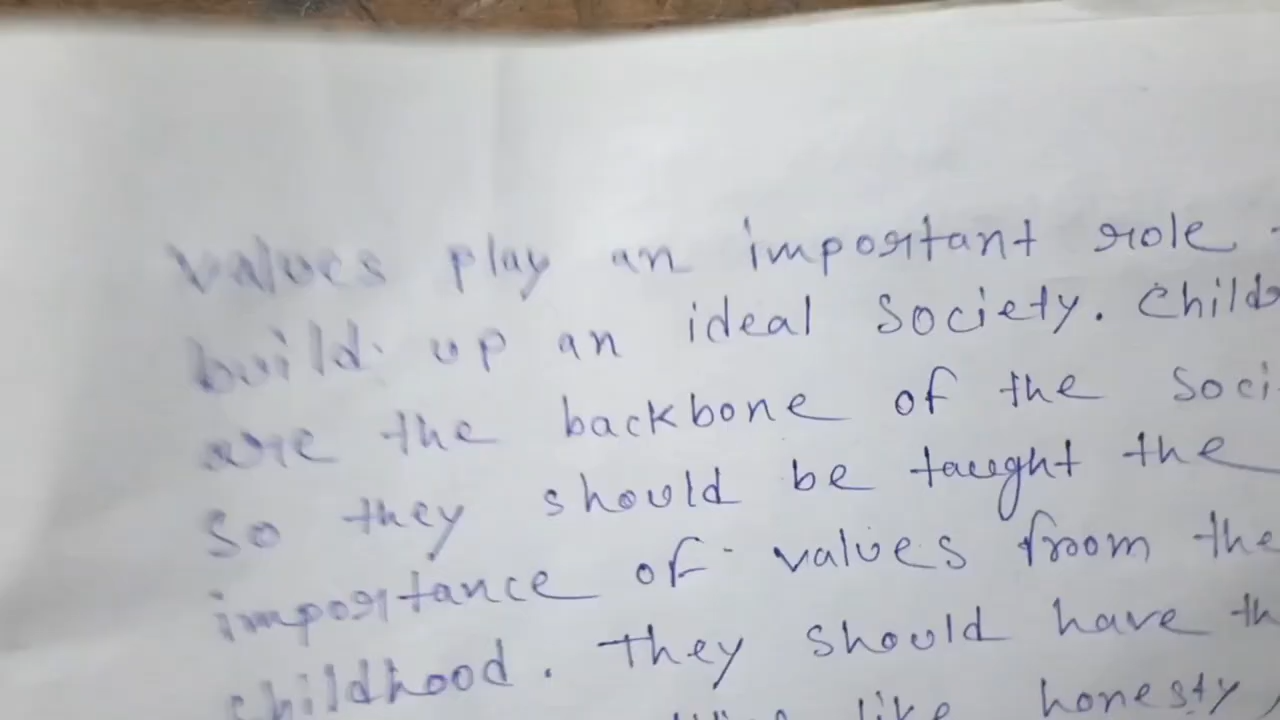 values play an important role
build up an ideal society. Child
are the backbone of the Soci
So they should be taught the
importance of values from the
childhood. They should have th
like honesty,